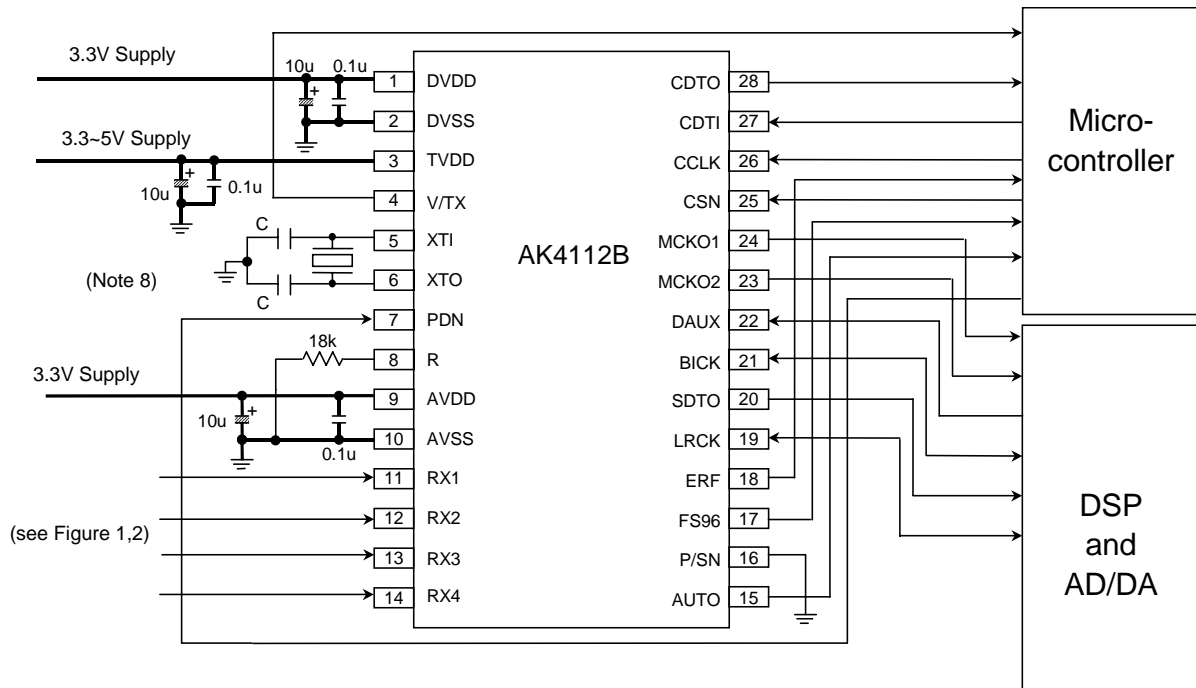 3.3V Supply
10u
+
0.1u
1
DVDD
2
DVSS
3.3~5V Supply
3
TVDD
10u
+
0.1u
4
V/TX
C
5
XTI
(Note 8)
6
XTO
C
7
PDN
18k
8
R
3.3V Supply
9
AVDD
10u
+
0.1u
10
AVSS
11
RX1
12
RX2
(see Figure 1,2)
13
RX3
14
RX4
AK4112B
CDTO
28
CDTI
27
CCLK
26
CSN
25
MCKO1
24
MCKO2
23
DAUX
22
BICK
21
SDTO
20
LRCK
19
ERF
18
FS96
17
P/SN
16
AUTO
15
Micro-
controller
DSP
and
AD/DA